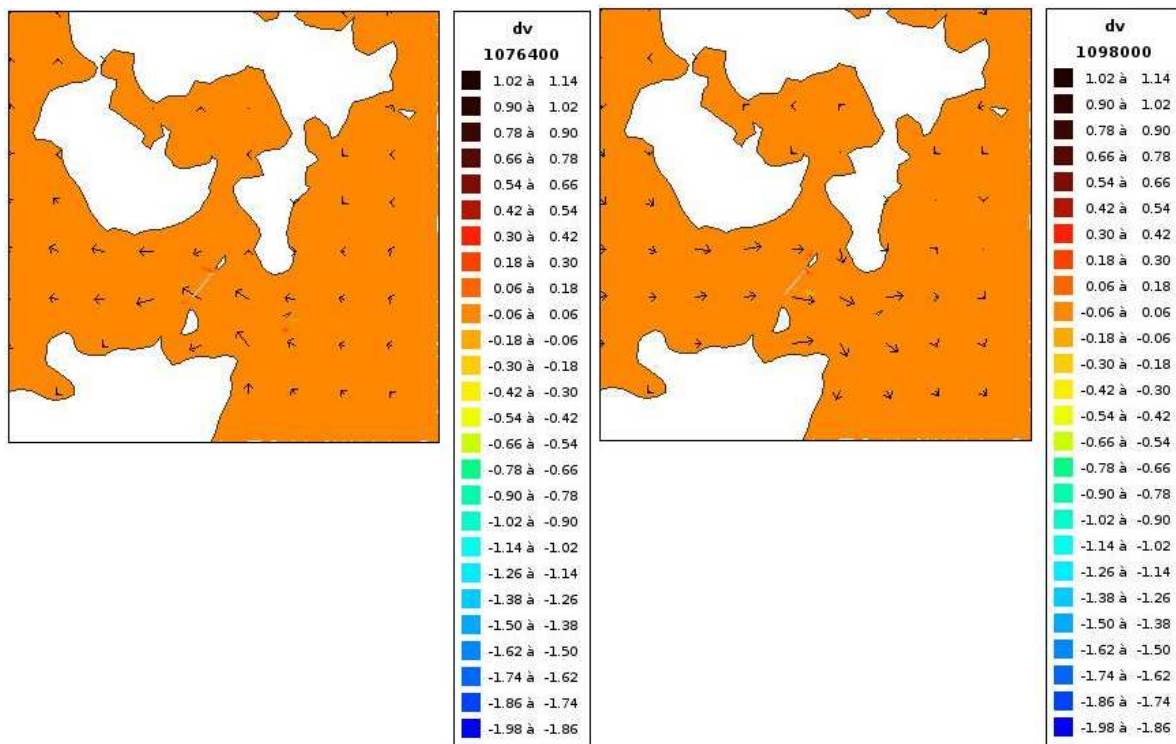 dv
1076400
1.02 à 1.14
0.90 à 1.02
0.78 à 0.90
0.66 à 0.78
0.54 à 0.66
0.42 à 0.54
0.30 à 0.42
0.18 à 0.30
0.06 à 0.18
-0.06 à 0.06
-0.18 à -0.06
-0.30 à -0.18
-0.42 à -0.30
-0.54 à -0.42
-0.66 à -0.54
-0.78 à -0.66
-0.90 à -0.78
-1.02 à -0.90
-1.14 à -1.02
-1.26 à -1.14
-1.38 à -1.26
-1.50 à -1.38
-1.62 à -1.50
-1.74 à -1.62
-1.86 à -1.74
-1.98 à -1.86
dv
1098000
1.02 à 1.14
0.90 à 1.02
0.78 à 0.90
0.66 à 0.78
0.54 à 0.66
0.42 à 0.54
0.30 à 0.42
0.18 à 0.30
0.06 à 0.18
-0.06 à 0.06
-0.18 à -0.06
-0.30 à -0.18
-0.42 à -0.30
-0.54 à -0.42
-0.66 à -0.54
-0.78 à -0.66
-0.90 à -0.78
-1.02 à -0.90
-1.14 à -1.02
-1.26 à -1.14
-1.38 à -1.26
-1.50 à -1.38
-1.62 à -1.50
-1.74 à -1.62
-1.86 à -1.74
-1.98 à -1.86